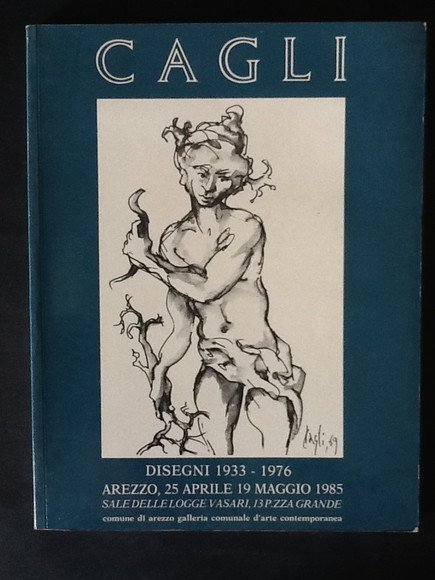 CAGLI
Cagli, 69
DISEGNI 1933 - 1976
AREZZO, 25 APRILE 19 MAGGIO 1985
SALE DELLE LOGGE VASARI, 13 P.ZZA GRANDE
comune di arezzo galleria comunale d'arte contemporanea